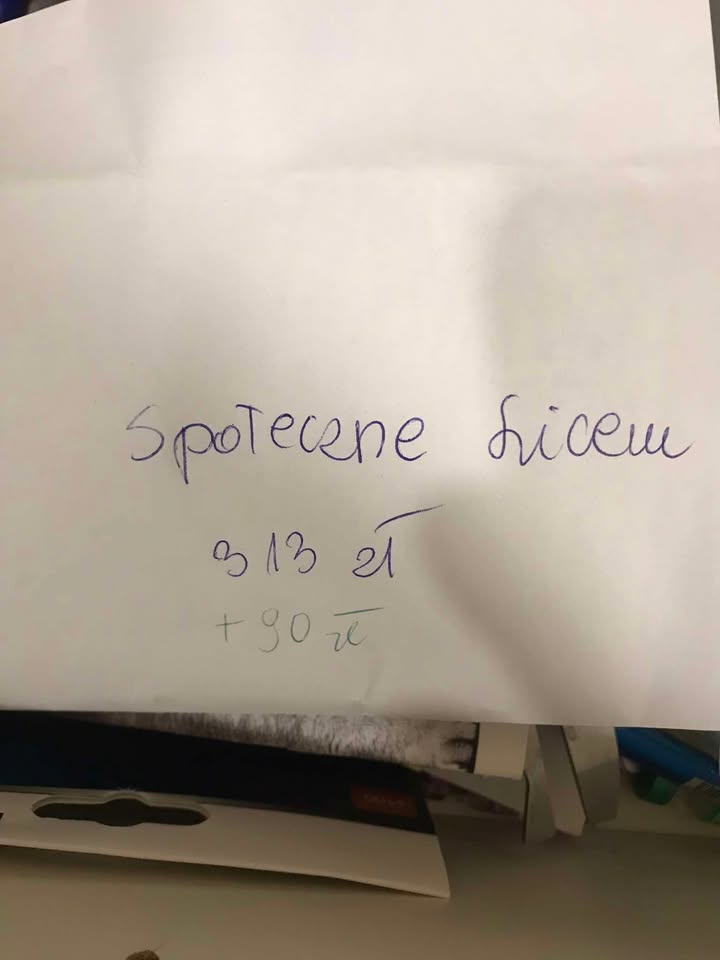 Społeczne Liceum
313 zł
+ 90 zł